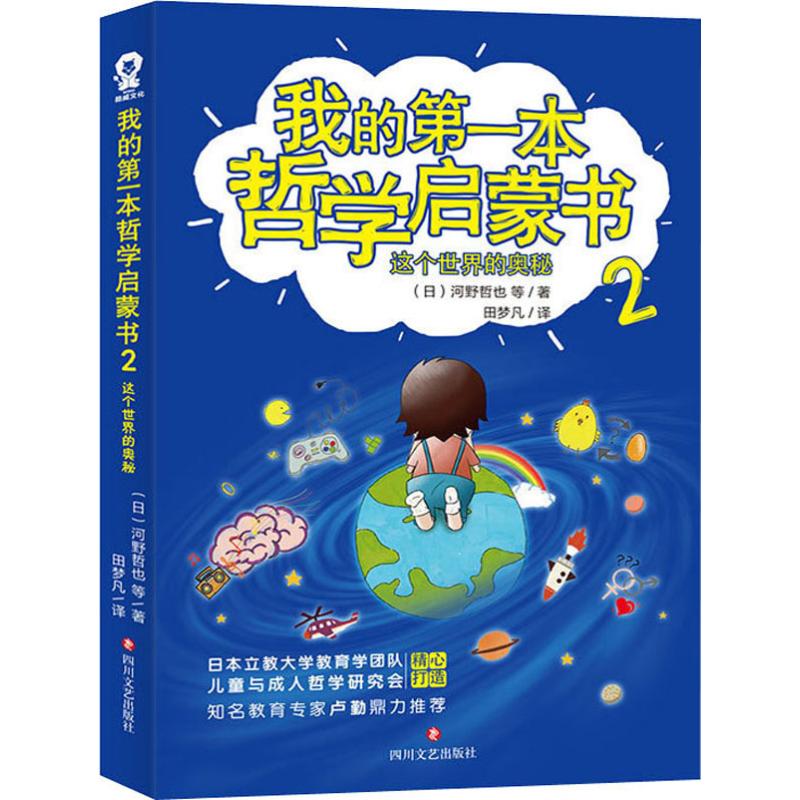 酷威文化
我的第一本哲学启蒙书2
这个世界的奥秘
(日)河野哲也 等/著
田梦凡/译
四川文艺出版社
我的第一本
哲学启蒙书
2
这个世界的奥秘
(日)河野哲也 等/著
田梦凡/译
???
日本立教大学教育学团队
儿童与成人哲学研究会
精心
打造
知名教育专家卢勤鼎力推荐
四川文艺出版社